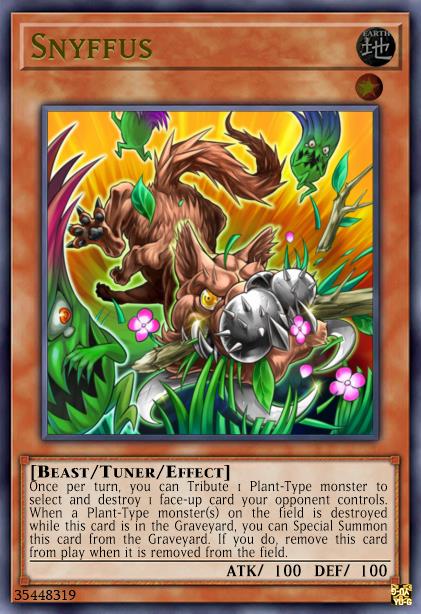 SNYFFUS
EARTH
地
[BEAST/TUNER/EFFECT]
Once per turn, you can Tribute 1 Plant-Type monster to
select and destroy 1 face-up card your opponent controls.
When a Plant-Type monster(s) on the field is destroyed
while this card is in the Graveyard, you can Special Summon
this card from the Graveyard. If you do, remove this card
from play when it is removed from the field.
ATK/ 100 DEF/ 100
35448319